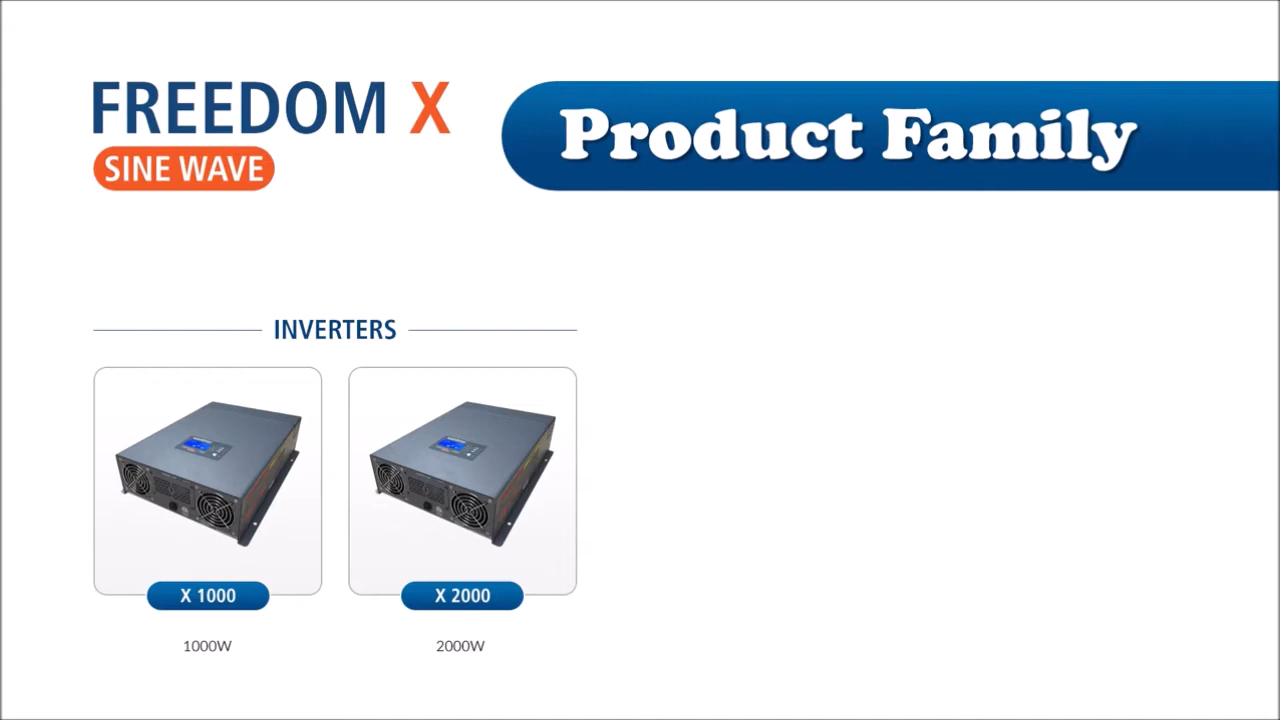 FREEDOM X
SINE WAVE
Product Family
INVERTERS
X 1000
X 2000
1000W
2000W